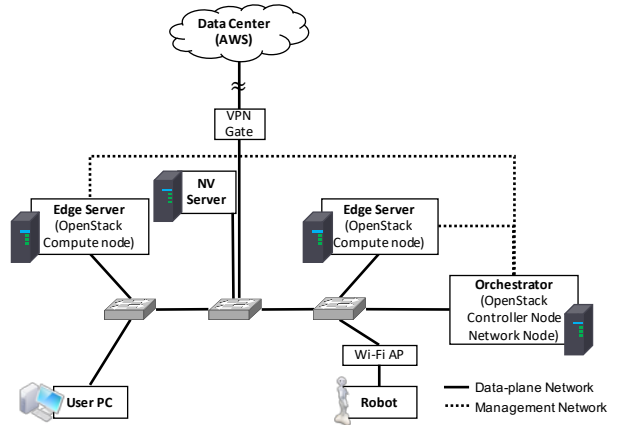 Data Center
(AWS)
VPN
Gate
NV
Server
Edge Server
(OpenStack
Compute node)
Edge Server
(OpenStack
Compute node)
Orchestrator
(OpenStack
Controller Node
Network Node)
Wi-Fi AP
User PC
Robot
Data-plane Network
Management Network